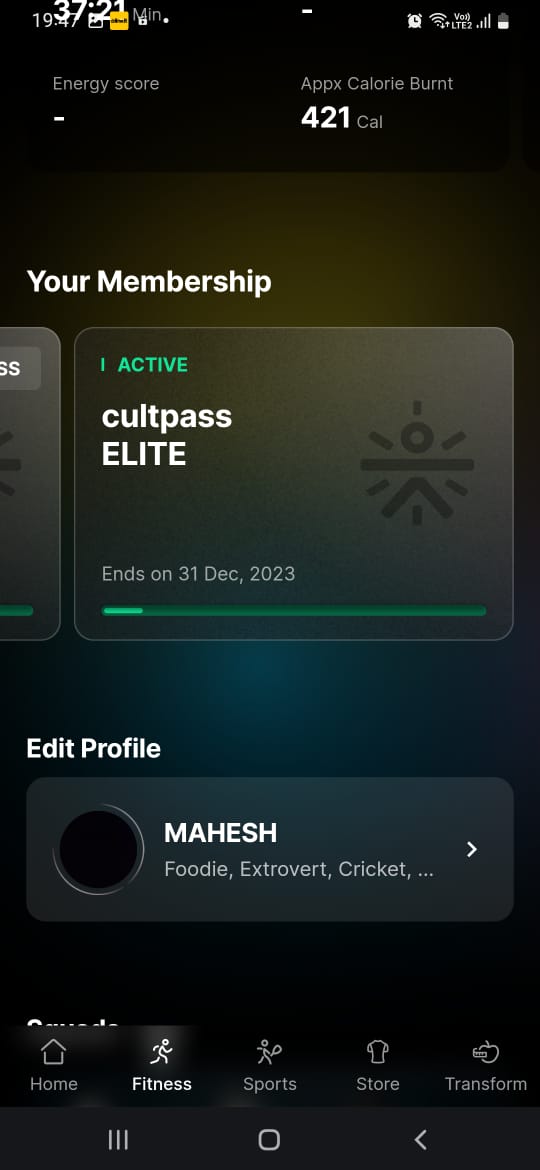 37:21 Min
-
19:47
Vo)) LTE2
Energy score
Appx Calorie Burnt
-
421 Cal
Your Membership
SS
ACTIVE
cultpass
ELITE
Ends on 31 Dec, 2023
Edit Profile
MAHESH
Foodie, Extrovert, Cricket, ...
Squads
Home
Fitness
Sports
Store
Transform